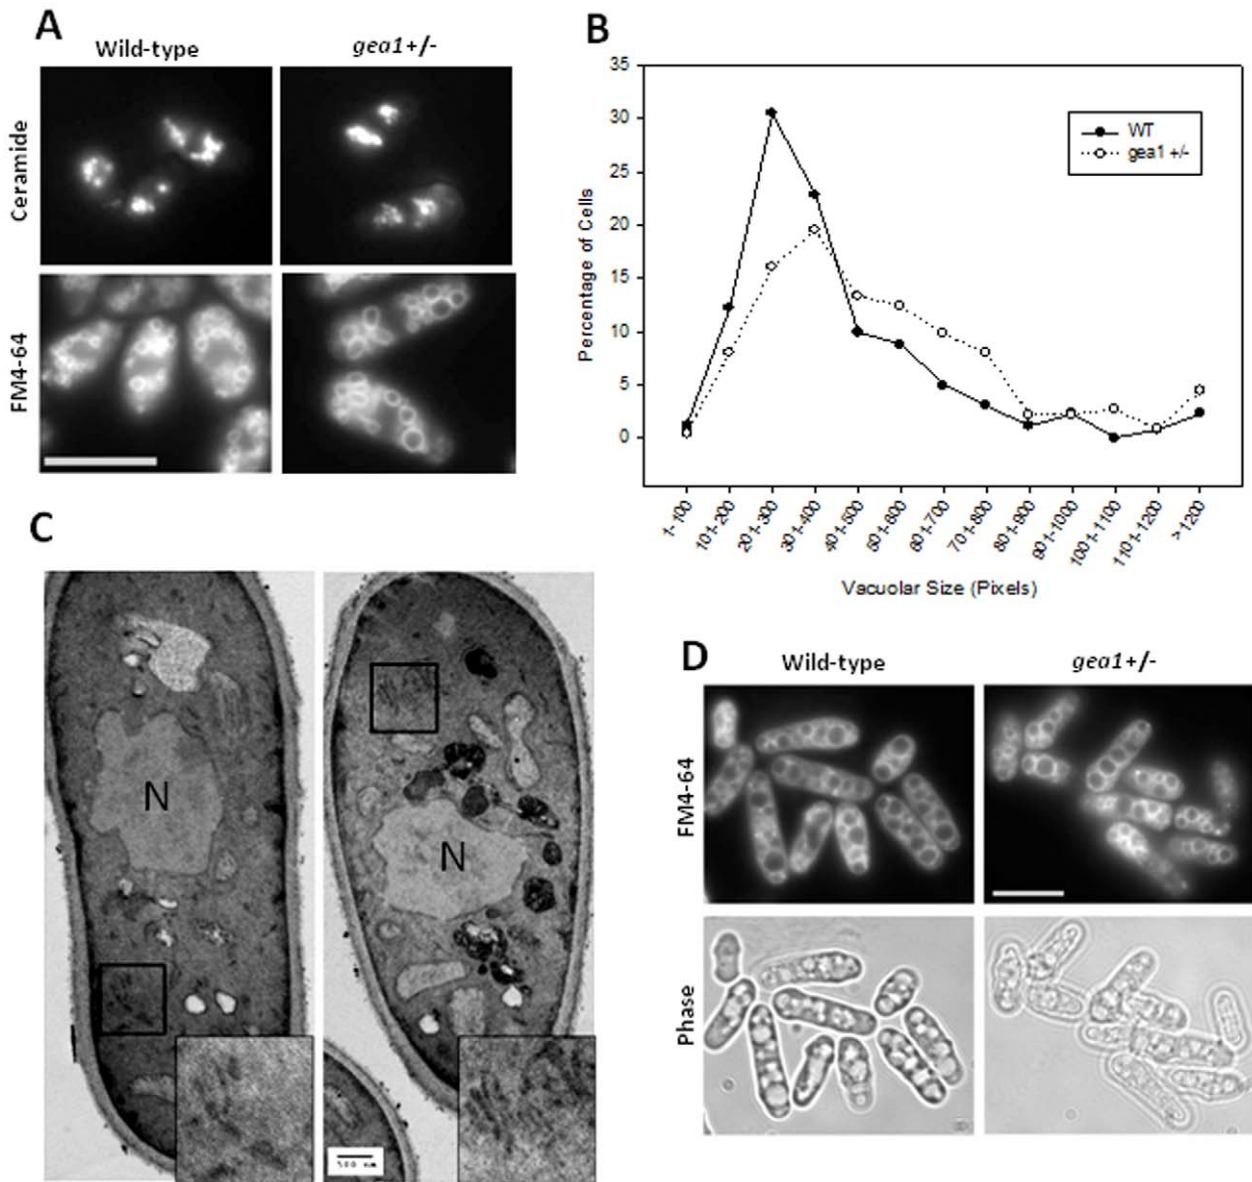 A
Wild-type
gea1+/-
Ceramide
FM4-64
B
35
30
25
20
15
10
5
0
Percentage of Cells
WT
gea1 +/-
1-100
101-200
201-300
301-400
401-500
501-600
601-700
701-800
801-900
901-1000
1001-1100
1101-1200
>1200
Vacuolar Size (Pixels)
C
N
N
500 nm
D
Wild-type
gea1+/-
FM4-64
Phase